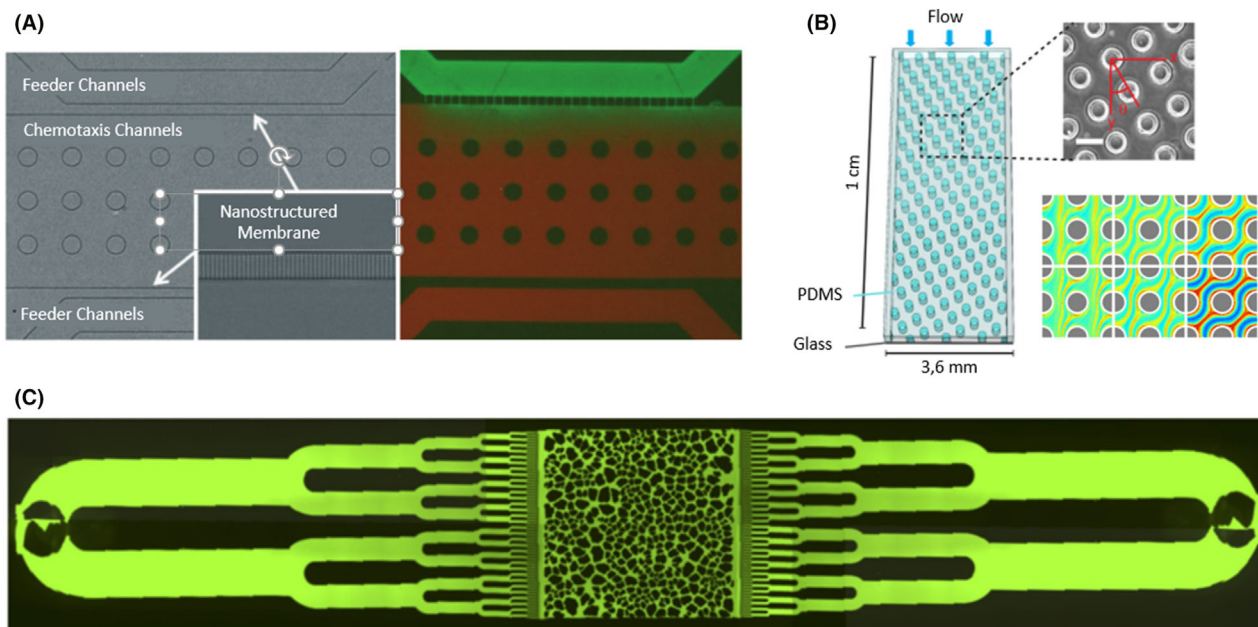 (A)
Feeder Channels
Chemotaxis Channels
Nanostructured
Membrane
Feeder Channels
(B)
Flow
1 cm
PDMS
Glass
3,6 mm
x
θ
y
(C)